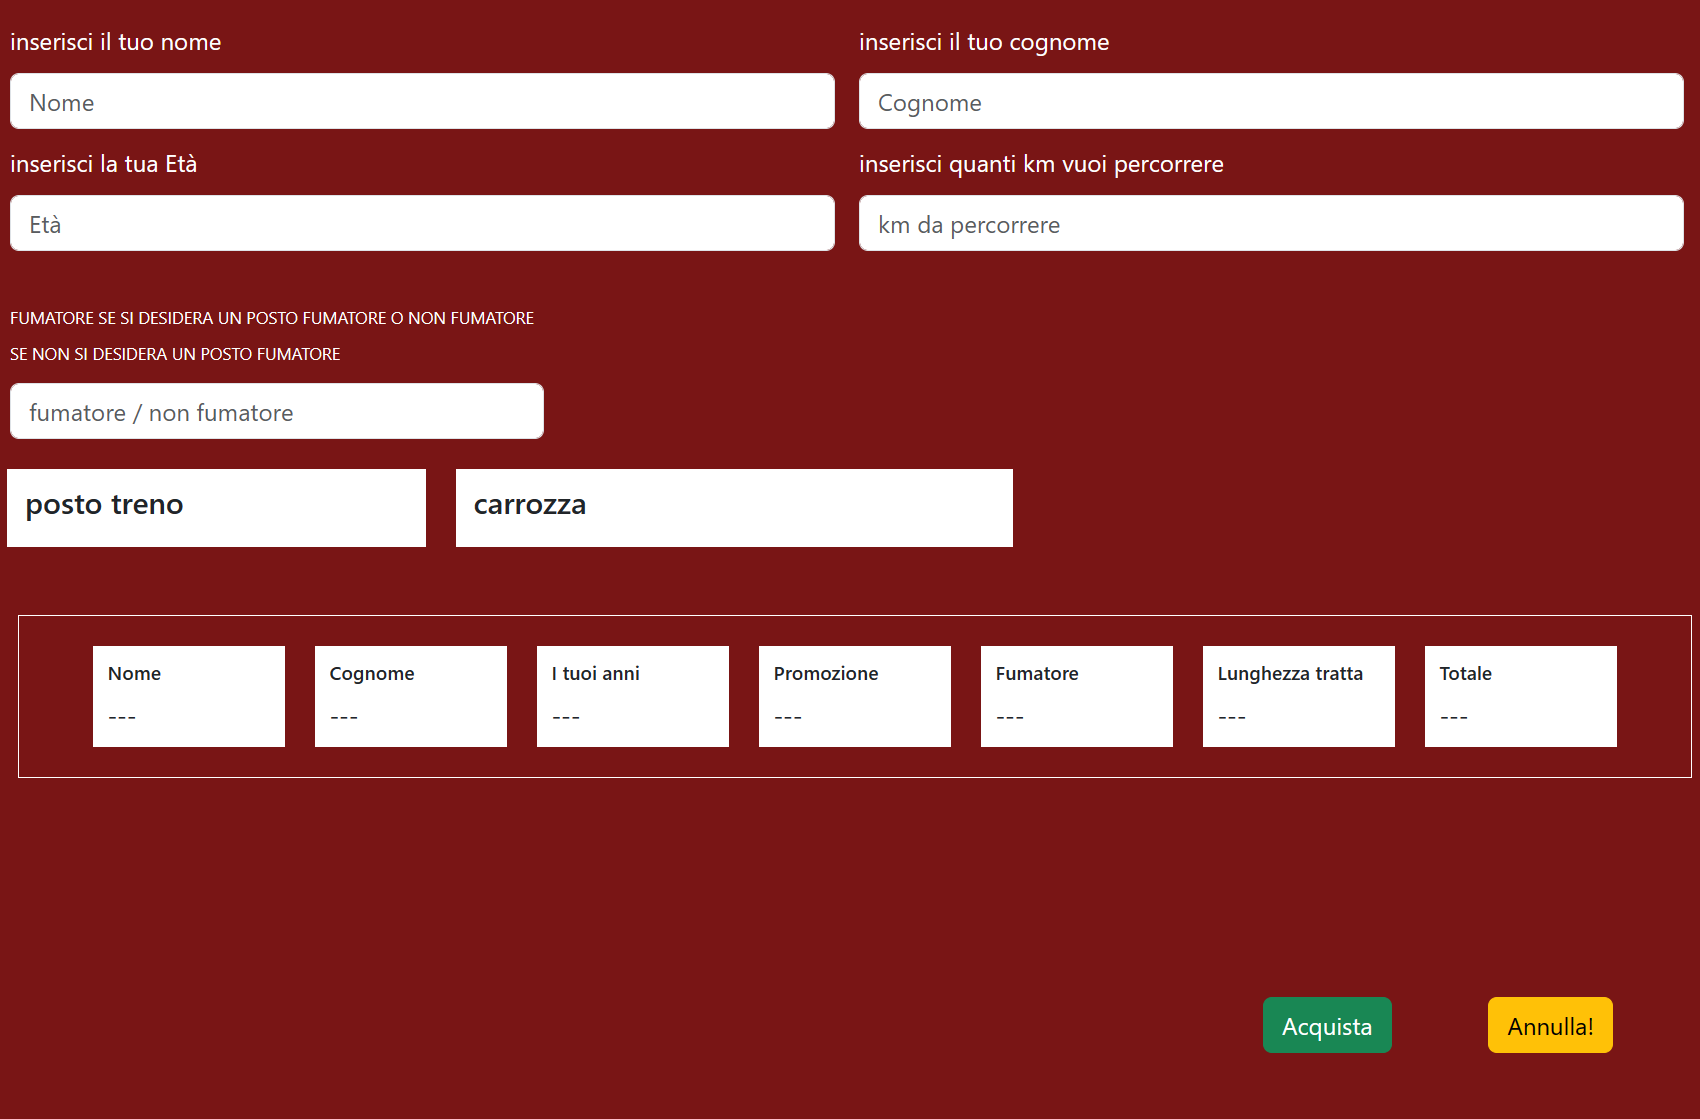 inserisci il tuo nome
inserisci il tuo cognome
Nome
Cognome
inserisci la tua Età
inserisci quanti km vuoi percorrere
Età
km da percorrere
FUMATORE SE SI DESIDERA UN POSTO FUMATORE O NON FUMATORE
SE NON SI DESIDERA UN POSTO FUMATORE
fumatore / non fumatore
posto treno
carrozza
Nome
---
Cognome
---
I tuoi anni
---
Promozione
---
Fumatore
---
Lunghezza tratta
---
Totale
---
Acquista
Annulla!